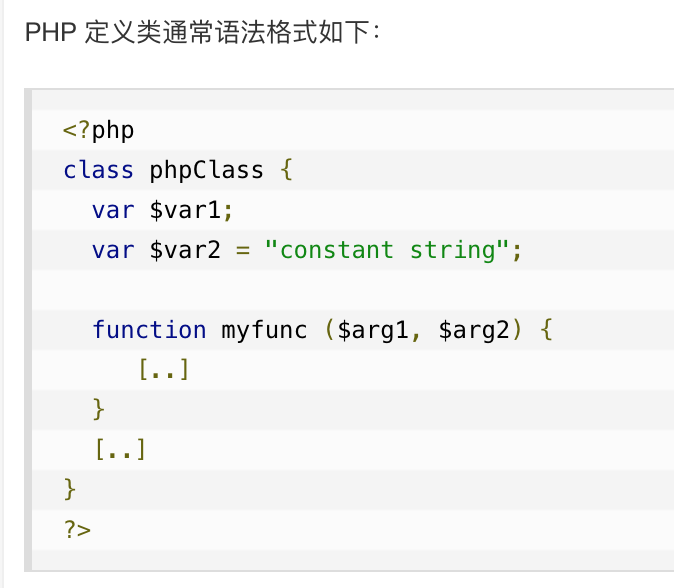 PHP 定义类通常语法格式如下：
<?php
class phpClass {
  var $var1;
  var $var2 = "constant string";
  function myfunc ($arg1, $arg2) {
     [..]
  }
  [..]
}
?>